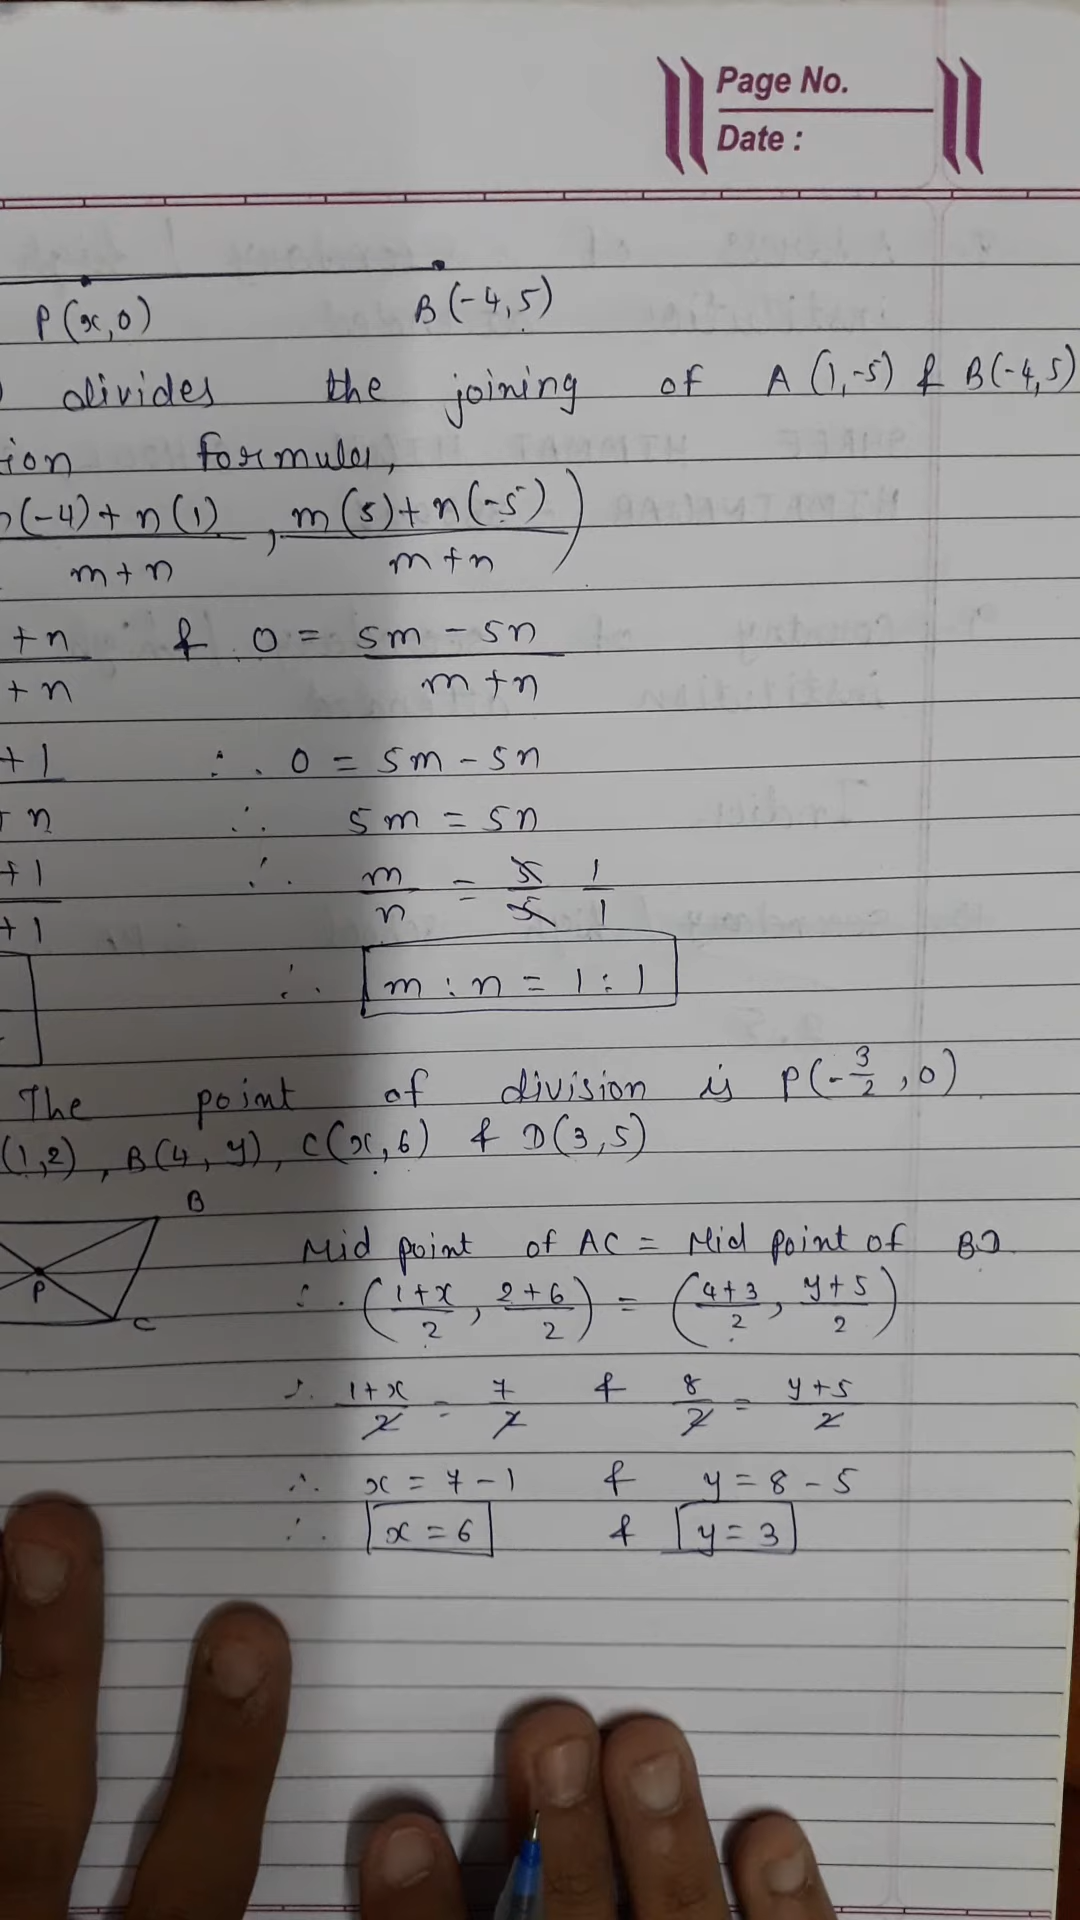 Page No.
Date :
P(x,0) B(-4,5)
divides the joining of A (1,-5) & B(-4,5)
ion formula,
(-4)+n(1) / m+n , m(5)+n(-5) / m+n )
+n / +n & 0 = 5m-5n / m+n
+1 / n ∴ 0 = 5m-5n
∴ 5m = 5n
+1 / +1 ∴ m/n = 5/5 1/1
∴ m : n = 1 : 1
The point of division is P(-3/2 ,0)
(1,2), B(4, y), C(x,6) & D(3,5)
B
P
C
Mid point of AC = Mid point of BD
∴ (1+x/2 , 2+6/2) = (4+3/2 , y+5/2)
∴ 1+x/2 = 7/2 & 8/2 = y+5/2
∴ x = 7-1 & y = 8-5
∴ x = 6 & y = 3